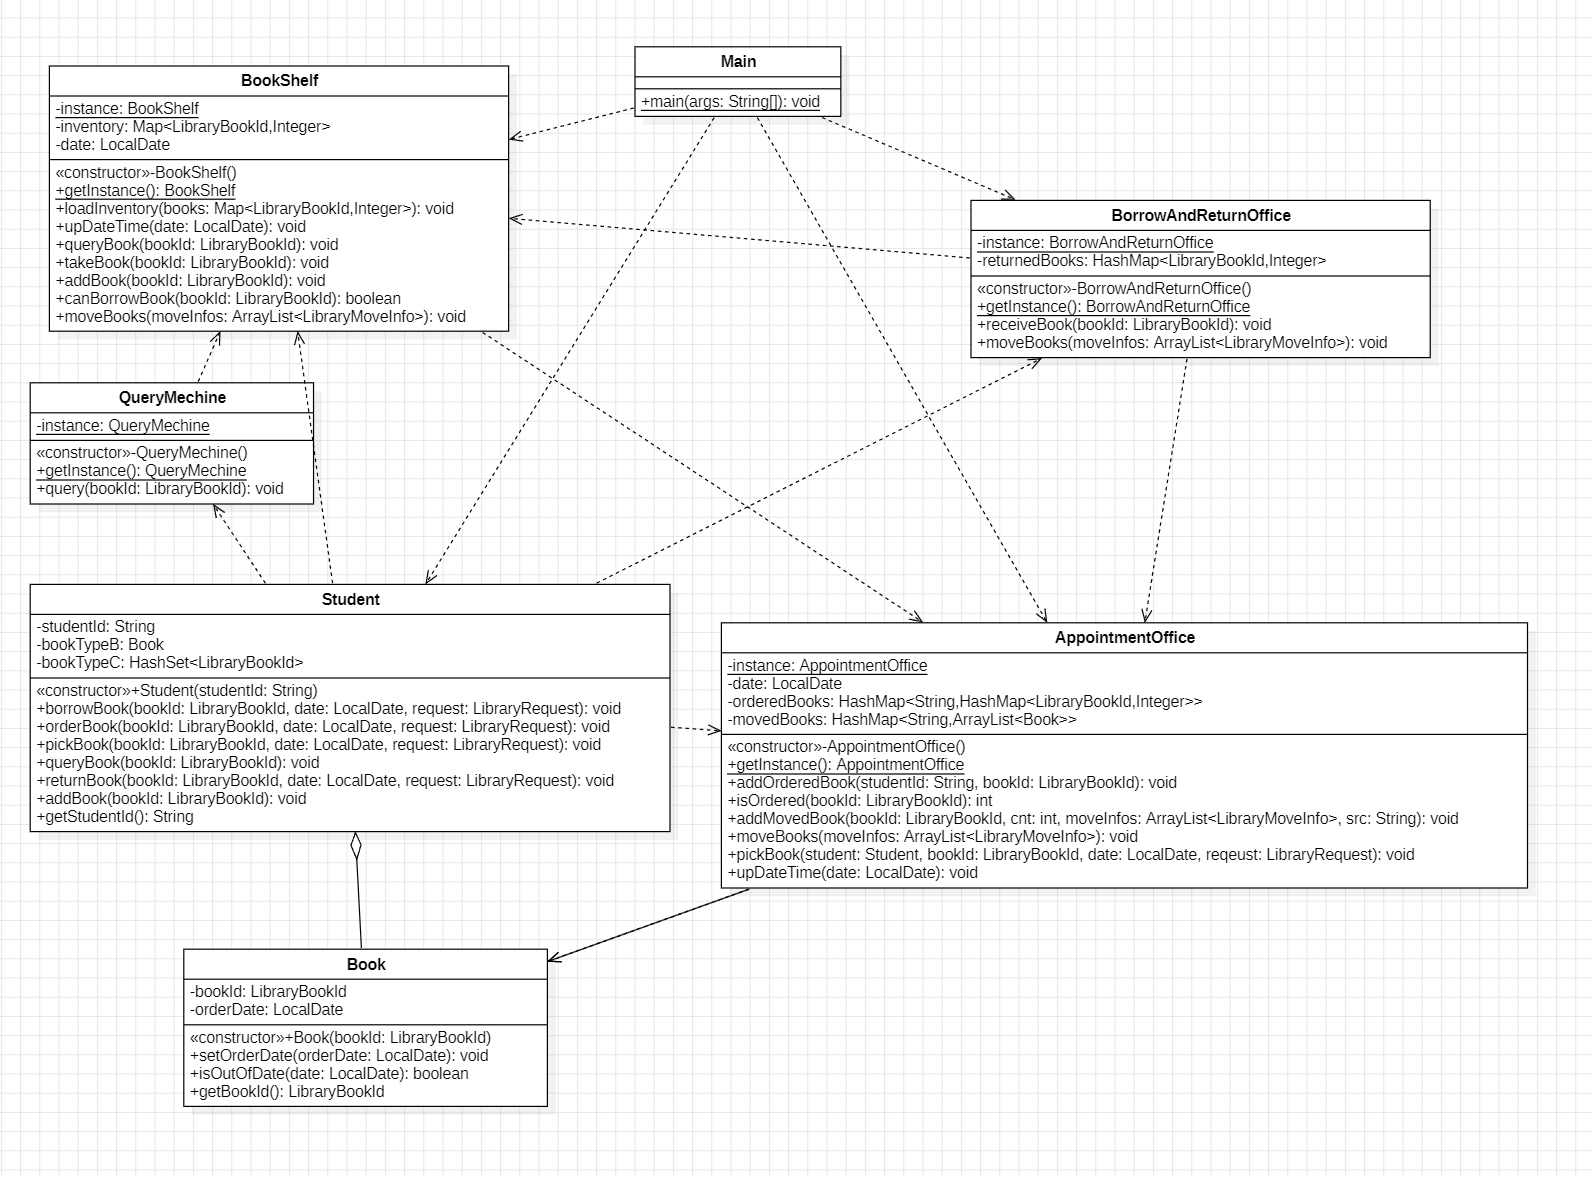 Main
+main(args: String[]): void
BookShelf
-instance: BookShelf
-inventory: Map<LibraryBookId,Integer>
-date: LocalDate
«constructor»-BookShelf()
+getInstance(): BookShelf
+loadInventory(books: Map<LibraryBookId,Integer>): void
+upDateTime(date: LocalDate): void
+queryBook(bookId: LibraryBookId): void
+takeBook(bookId: LibraryBookId): void
+addBook(bookId: LibraryBookId): void
+canBorrowBook(bookId: LibraryBookId): boolean
+moveBooks(moveInfos: ArrayList<LibraryMoveInfo>): void
BorrowAndReturnOffice
-instance: BorrowAndReturnOffice
-returnedBooks: HashMap<LibraryBookId,Integer>
«constructor»-BorrowAndReturnOffice()
+getInstance(): BorrowAndReturnOffice
+receiveBook(bookId: LibraryBookId): void
+moveBooks(moveInfos: ArrayList<LibraryMoveInfo>): void
QueryMechine
-instance: QueryMechine
«constructor»-QueryMechine()
+getInstance(): QueryMechine
+query(bookId: LibraryBookId): void
Student
-studentId: String
-bookTypeB: Book
-bookTypeC: HashSet<LibraryBookId>
«constructor»+Student(studentId: String)
+borrowBook(bookId: LibraryBookId, date: LocalDate, request: LibraryRequest): void
+orderBook(bookId: LibraryBookId, date: LocalDate, request: LibraryRequest): void
+pickBook(bookId: LibraryBookId, date: LocalDate, request: LibraryRequest): void
+queryBook(bookId: LibraryBookId): void
+returnBook(bookId: LibraryBookId, date: LocalDate, request: LibraryRequest): void
+addBook(bookId: LibraryBookId): void
+getStudentId(): String
AppointmentOffice
-instance: AppointmentOffice
-date: LocalDate
-orderedBooks: HashMap<String,HashMap<LibraryBookId,Integer>>
-movedBooks: HashMap<String,ArrayList<Book>>
«constructor»-AppointmentOffice()
+getInstance(): AppointmentOffice
+addOrderedBook(studentId: String, bookId: LibraryBookId): void
+isOrdered(bookId: LibraryBookId): int
+addMovedBook(bookId: LibraryBookId, cnt: int, moveInfos: ArrayList<LibraryMoveInfo>, src: String): void
+moveBooks(moveInfos: ArrayList<LibraryMoveInfo>): void
+pickBook(student: Student, bookId: LibraryBookId, date: LocalDate, reqeust: LibraryRequest): void
+upDateTime(date: LocalDate): void
Book
-bookId: LibraryBookId
-orderDate: LocalDate
«constructor»+Book(bookId: LibraryBookId)
+setOrderDate(orderDate: LocalDate): void
+isOutOfDate(date: LocalDate): boolean
+getBookId(): LibraryBookId